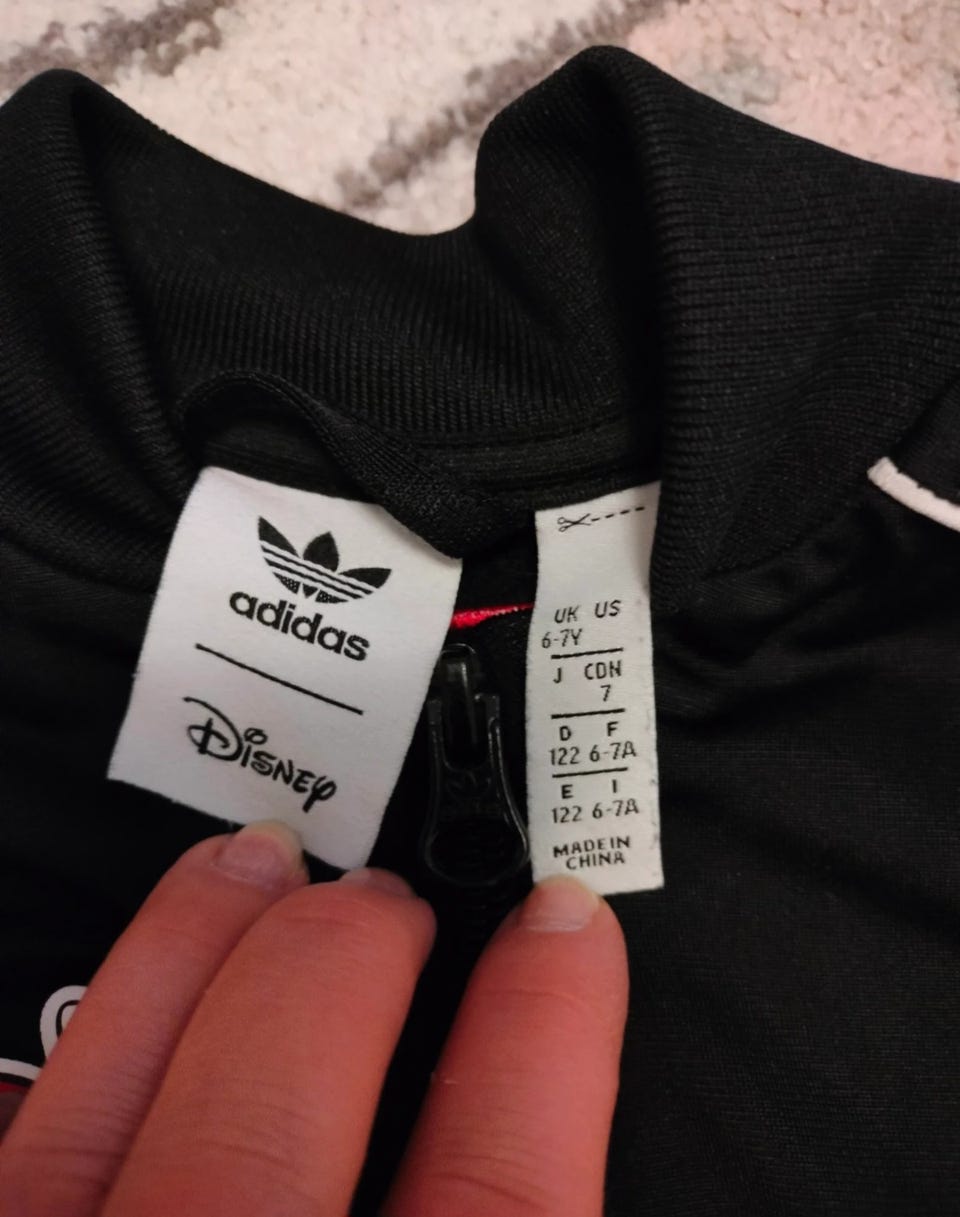 adidas
Disney
UK US
6-7Y
J CDN
7
D F
122 6-7A
E I
122 6-7A
MADE IN
CHINA